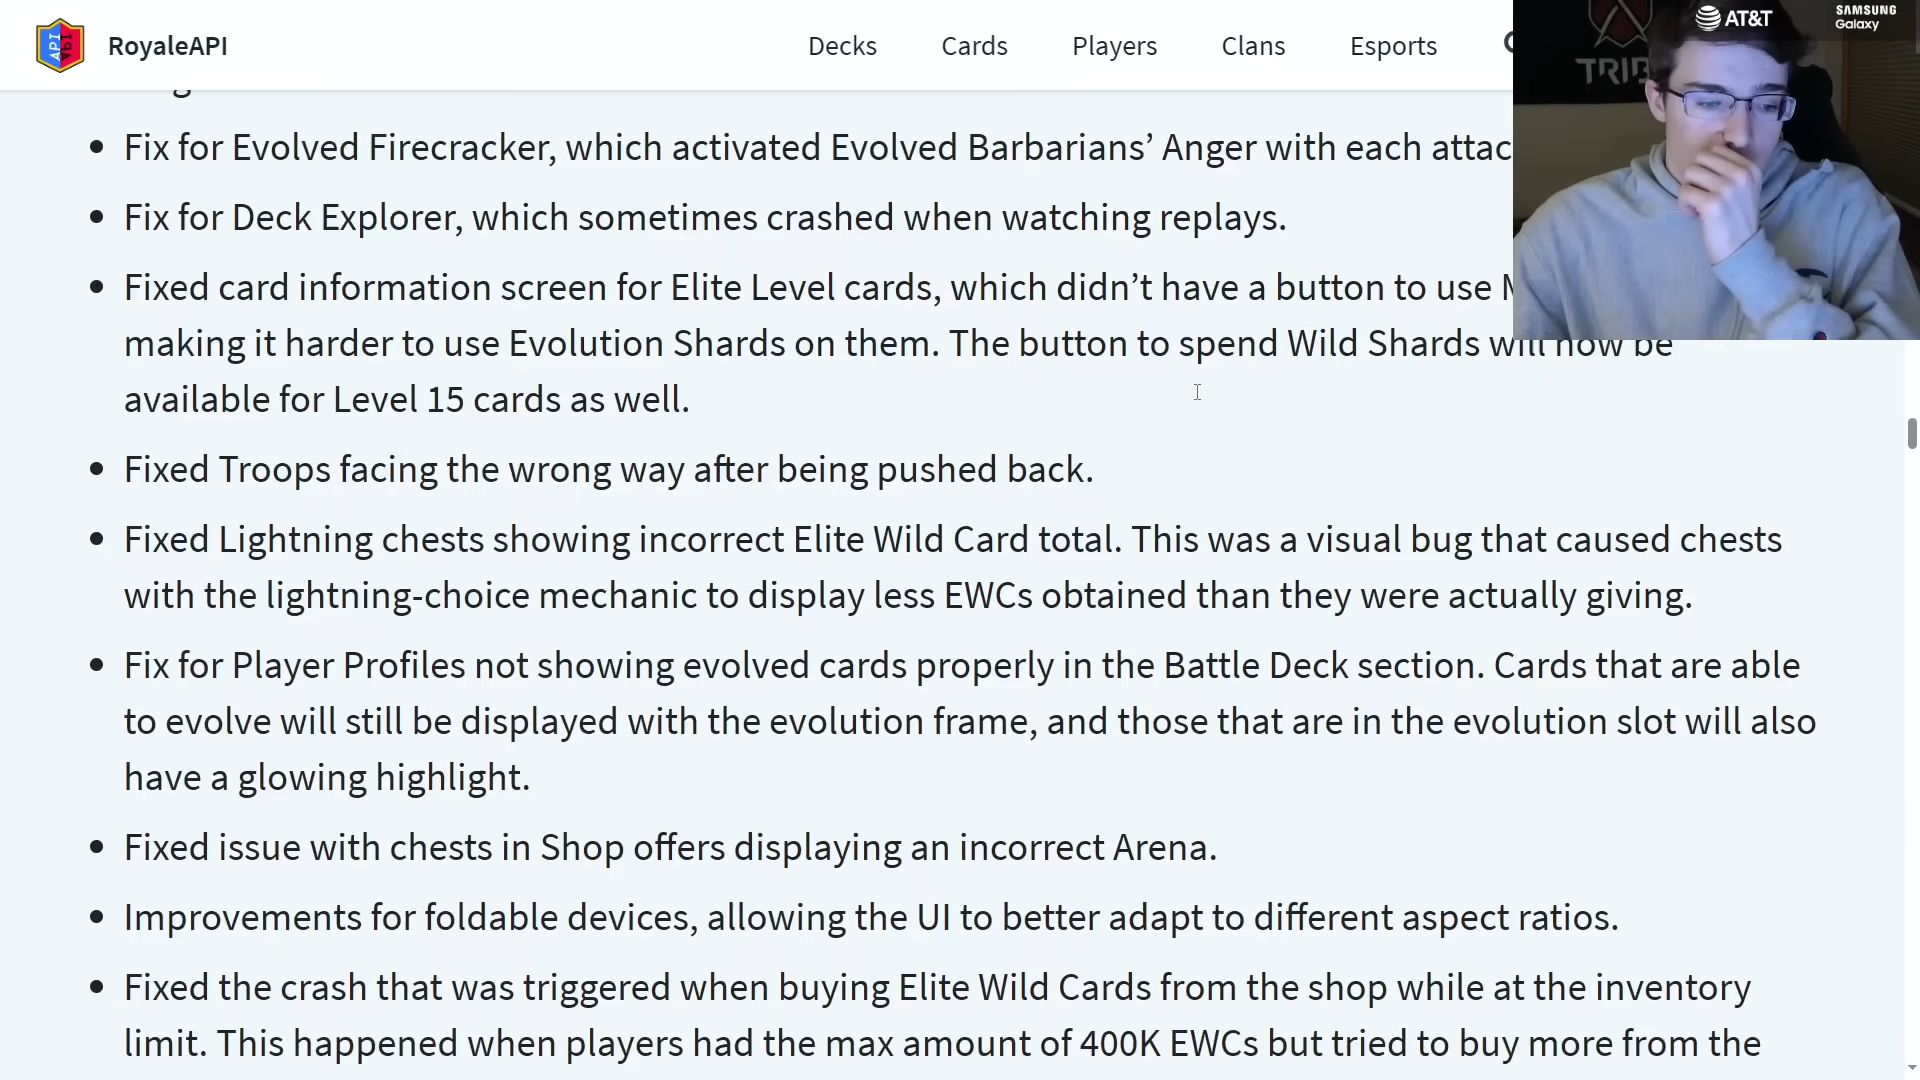 RoyaleAPI
Decks
Cards
Players
Clans
Esports
AT&T
SAMSUNG
Galaxy
Fix for Evolved Firecracker, which activated Evolved Barbarians’ Anger with each
Fix for Deck Explorer, which sometimes crashed when watching replays.
Fixed card information screen for Elite Level cards, which didn’t have a button to use
making it harder to use Evolution Shards on them. The button to spend Wild Shards will now be
available for Level 15 cards as well.
Fixed Troops facing the wrong way after being pushed back.
Fixed Lightning chests showing incorrect Elite Wild Card total. This was a visual bug that caused chests
with the lightning-choice mechanic to display less EWCs obtained than they were actually giving.
Fix for Player Profiles not showing evolved cards properly in the Battle Deck section. Cards that are able
to evolve will still be displayed with the evolution frame, and those that are in the evolution slot will also
have a glowing highlight.
Fixed issue with chests in Shop offers displaying an incorrect Arena.
Improvements for foldable devices, allowing the UI to better adapt to different aspect ratios.
Fixed the crash that was triggered when buying Elite Wild Cards from the shop while at the inventory
limit. This happened when players had the max amount of 400K EWCs but tried to buy more from the